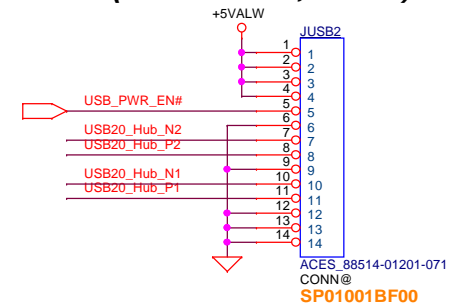 +5VALW
JUSB2
1 1
2 2
3 3
4 4
USB_PWR_EN# 5 5
6 6
USB20_Hub_N2 7 7
USB20_Hub_P2 8 8
9 9
USB20_Hub_N1 10 10
USB20_Hub_P1 11 11
12 12
13 13
14 14
ACES_88514-01201-071
CONN@
SP01001BF00